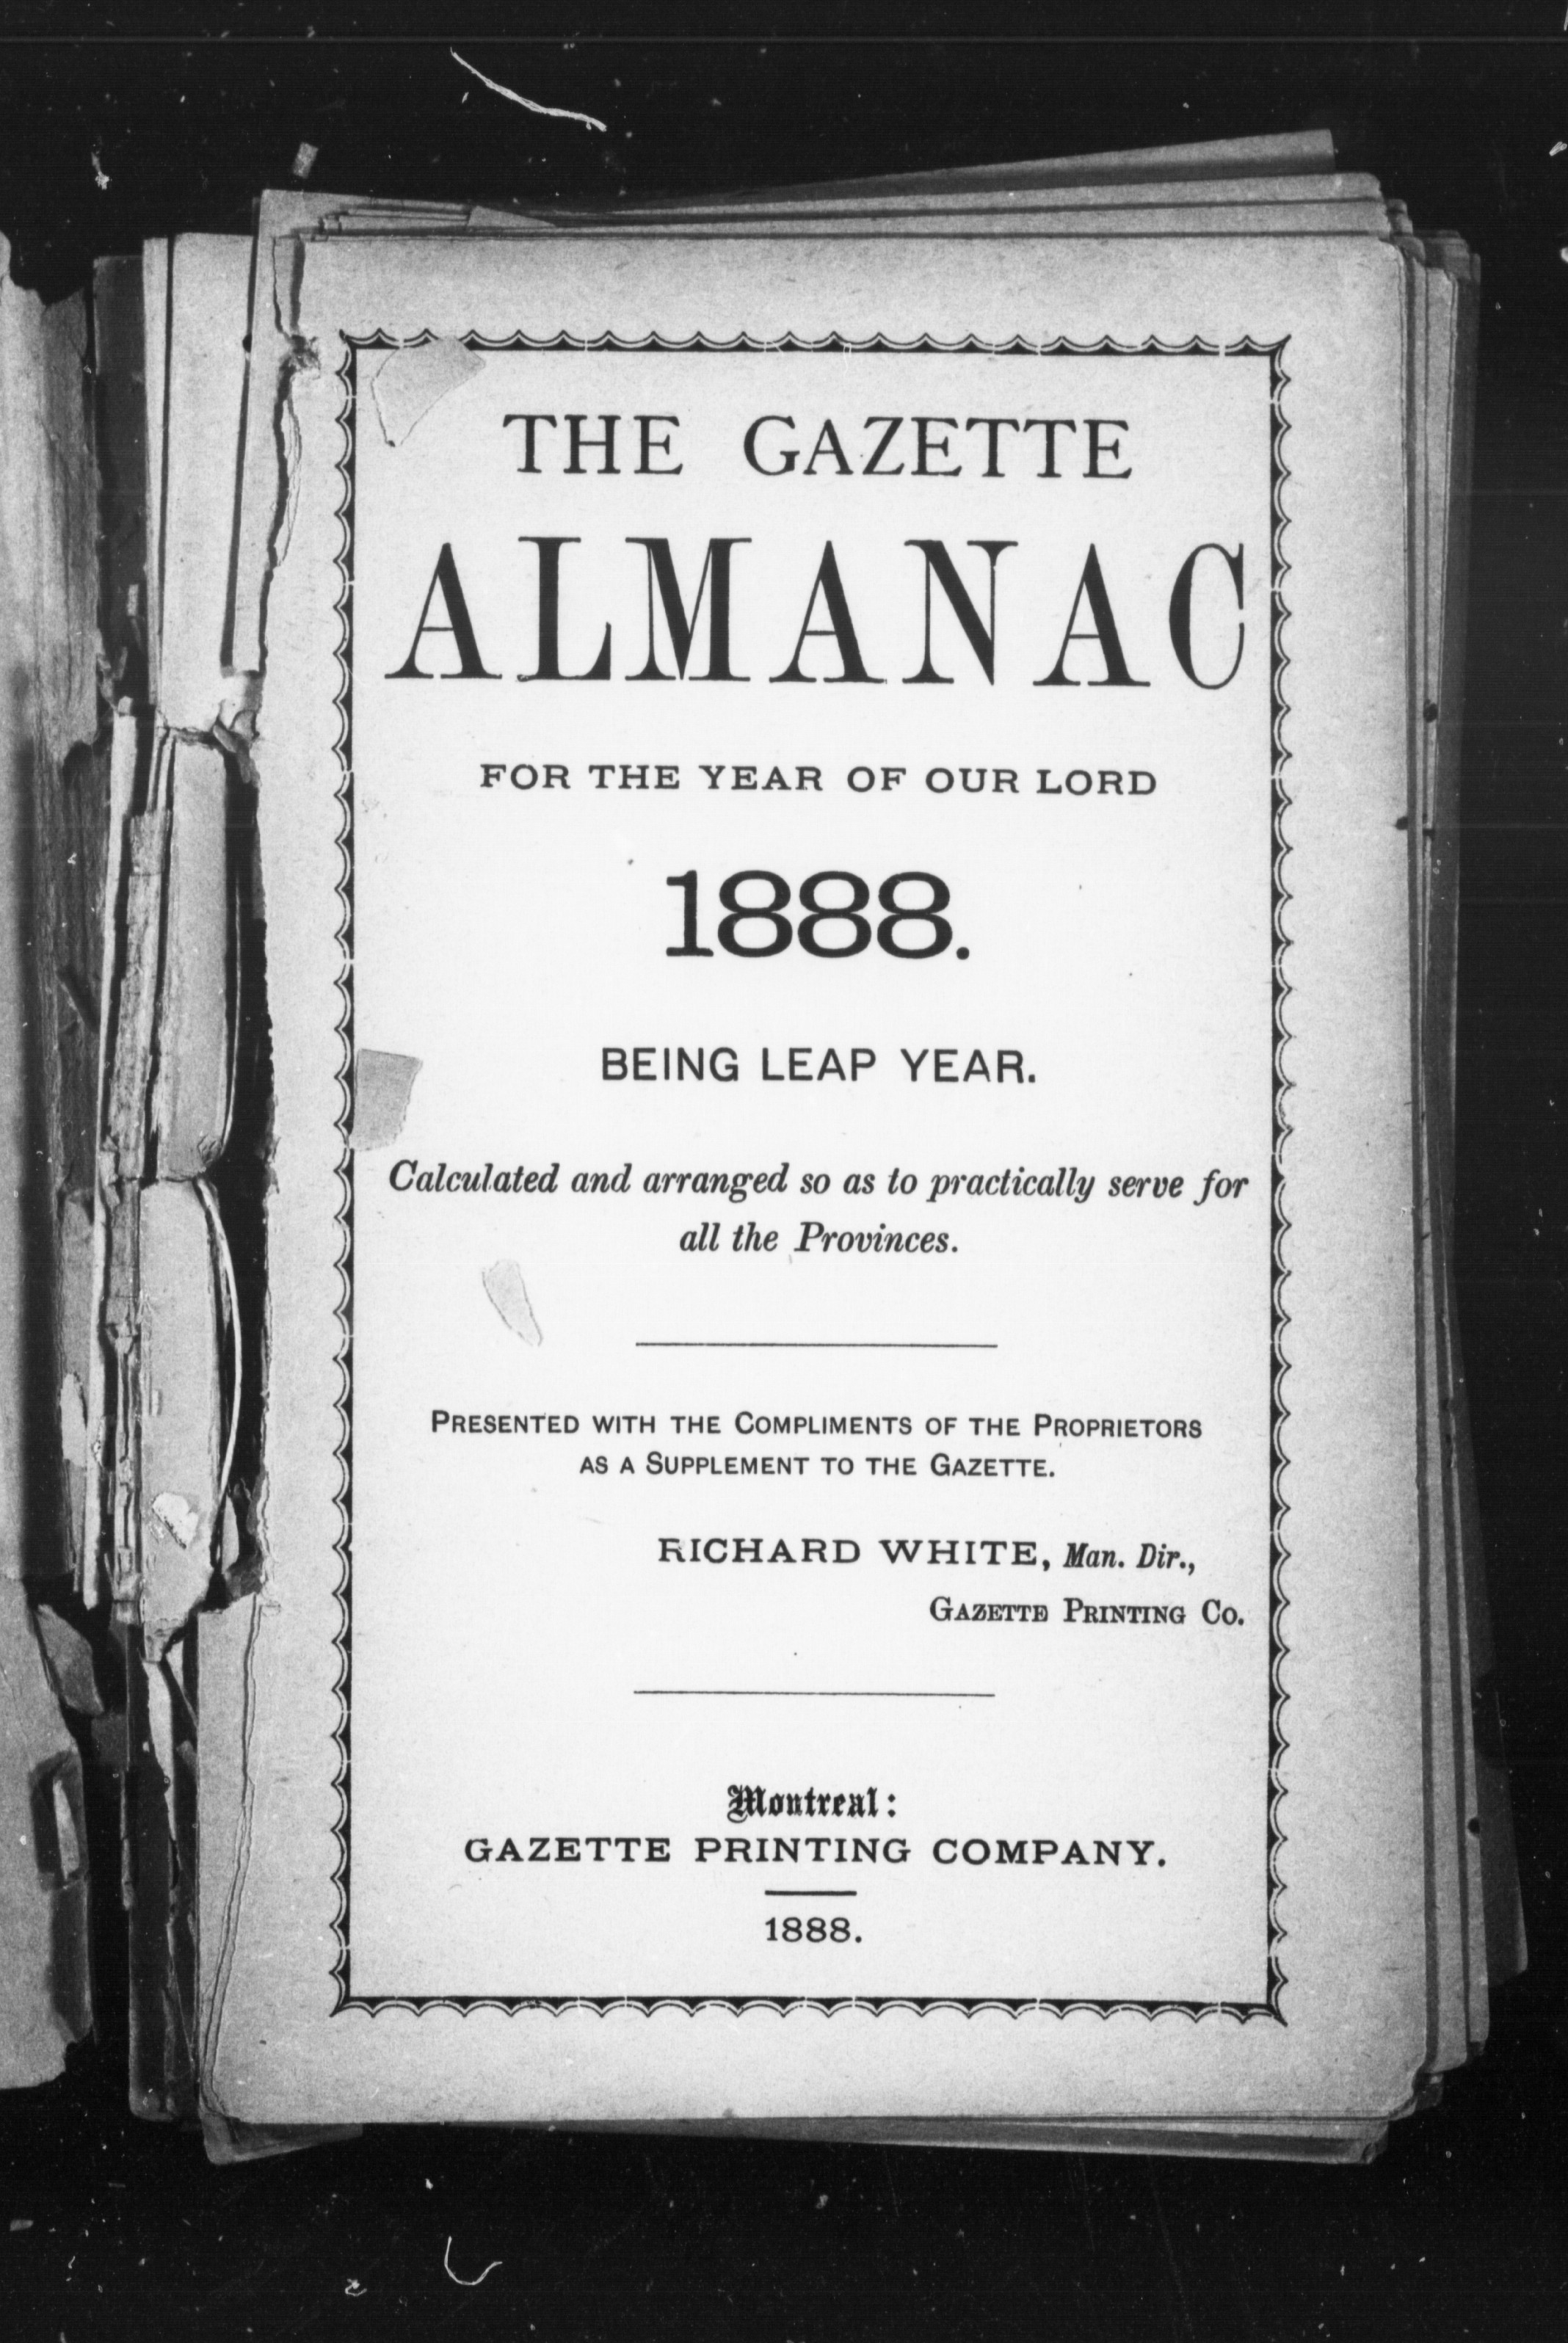 THE GAZETTE
ALMANAC
FOR THE YEAR OF OUR LORD
1888.
BEING LEAP YEAR.
Calculated and arranged so as to practically serve for
all the Provinces.
PRESENTED WITH THE COMPLIMENTS OF THE PROPRIETORS
AS A SUPPLEMENT TO THE GAZETTE.
RICHARD WHITE, Man. Dir.,
GAZETTE PRINTING CO.
Montreal:
GAZETTE PRINTING COMPANY.
1888.